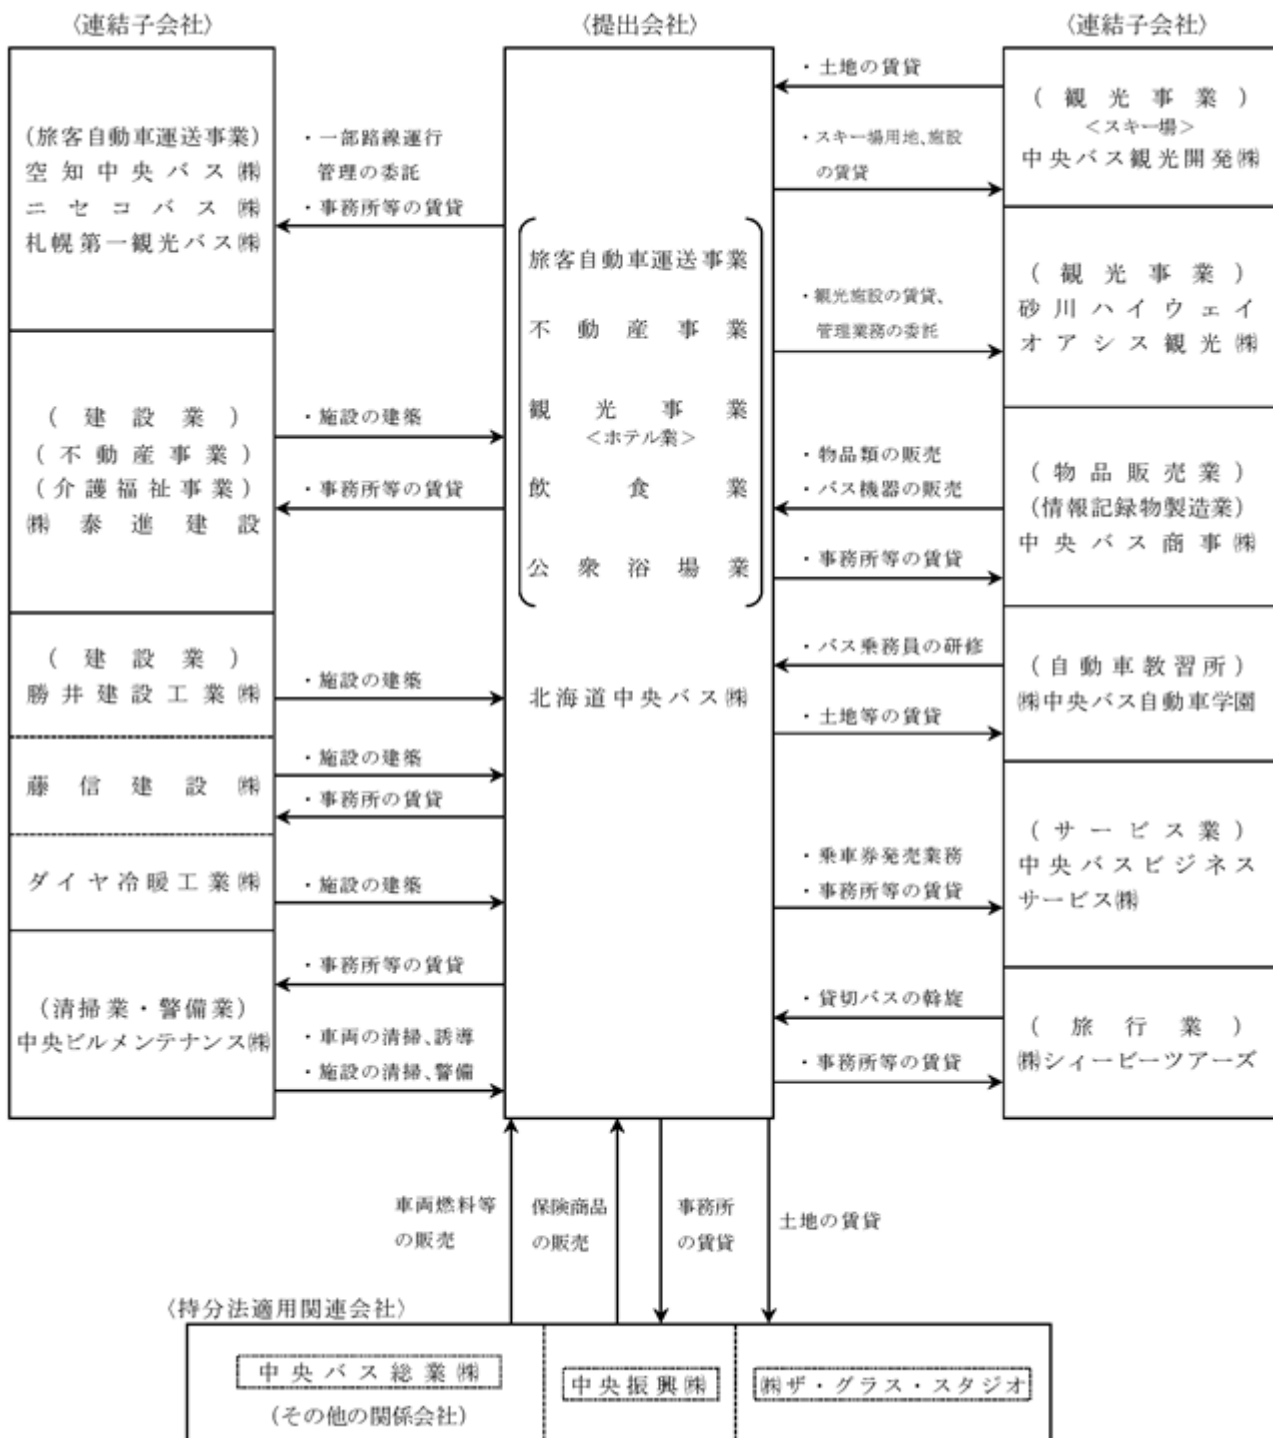 〈連結子会社〉
(旅客自動車運送事業)
空知中央バス㈱
ニセコバス㈱
札幌第一観光バス㈱
(建設業)
(不動産事業)
(介護福祉事業)
㈱泰進建設
(建設業)
勝井建設工業㈱
藤信建設㈱
ダイヤ冷暖工業㈱
(清掃業・警備業)
中央ビルメンテナンス㈱
・一部路線運行
管理の委託
・事務所等の賃貸
・施設の建築
・事務所等の賃貸
・施設の建築
・施設の建築
・事務所の賃貸
・施設の建築
・事務所等の賃貸
・車両の清掃、誘導
・施設の清掃、警備
〈提出会社〉
旅客自動車運送事業
不動産事業
観光事業
<ホテル業>
飲食業
公衆浴場業
北海道中央バス㈱
・土地の賃貸
・スキー場用地、施設
の賃貸
・観光施設の賃貸、
管理業務の委託
・物品類の販売
・バス機器の販売
・事務所等の賃貸
・バス乗務員の研修
・土地等の賃貸
・乗車券発売業務
・事務所等の賃貸
・貸切バスの斡旋
・事務所等の賃貸
〈連結子会社〉
(観光事業)
<スキー場>
中央バス観光開発㈱
(観光事業)
砂川ハイウェイ
オアシス観光㈱
(物品販売業)
(情報記録物製造業)
中央バス商事㈱
(自動車教習所)
㈱中央バス自動車学園
(サービス業)
中央バスビジネス
サービス㈱
(旅行業)
㈱シィービーツアーズ
車両燃料等
の販売
保険商品
の販売
事務所
の賃貸
土地の賃貸
〈持分法適用関連会社〉
中央バス総業㈱
(その他の関係会社)
中央振興㈱
㈱ザ・グラス・スタジオ